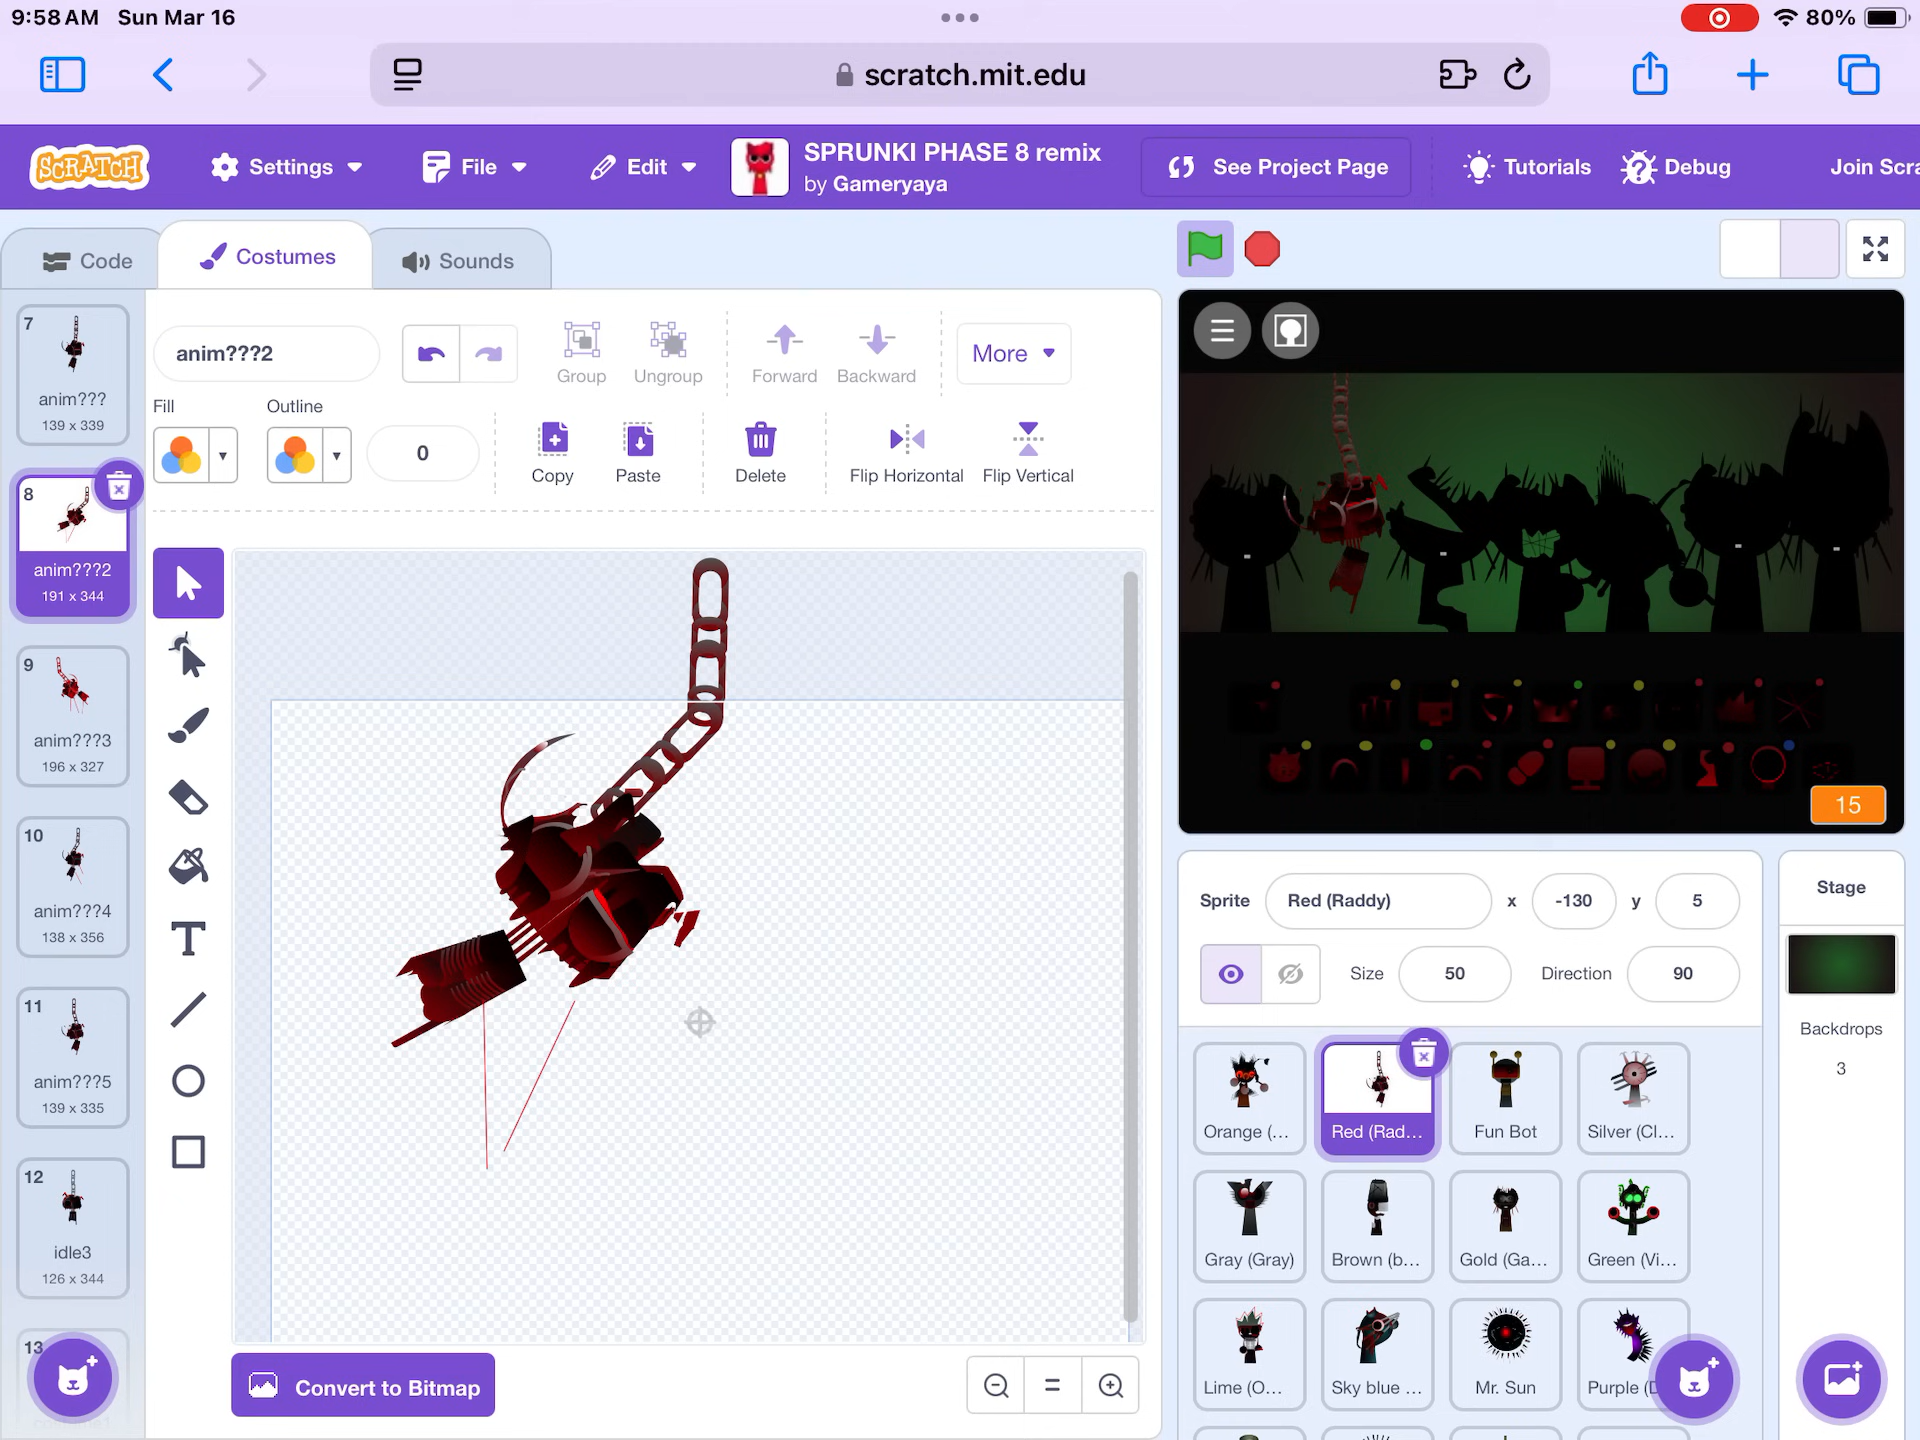 9:58 AM Sun Mar 16
80%
scratch.mit.edu
SCRATCH
Settings
File
Edit
SPRUNKI PHASE 8 remix
by Gameryaya
See Project Page
Tutorials
Debug
Join Scra
Code
Costumes
Sounds
7
anim???
139 x 339
8
anim???2
191 x 344
9
anim???3
196 x 327
10
anim???4
138 x 356
11
anim???5
139 x 335
12
idle3
126 x 344
13
anim???2
Group
Ungroup
Forward
Backward
More
Fill
Outline
0
Copy
Paste
Delete
Flip Horizontal
Flip Vertical
T
Convert to Bitmap
=
15
Sprite
Red (Raddy)
x
-130
y
5
Size
50
Direction
90
Stage
Backdrops
3
Orange (...
Red (Rad...
Fun Bot
Silver (Cl...
Gray (Gray)
Brown (b...
Gold (Ga...
Green (Vi...
Lime (O...
Sky blue ...
Mr. Sun
Purple (D